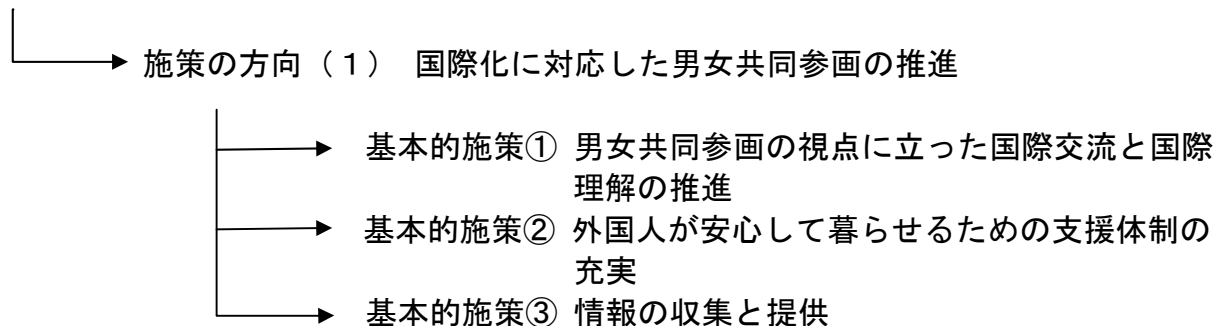 施策の方向（１）　国際化に対応した男女共同参画の推進
基本的施策① 男女共同参画の視点に立った国際交流と国際
理解の推進
基本的施策② 外国人が安心して暮らせるための支援体制の
充実
基本的施策③ 情報の収集と提供